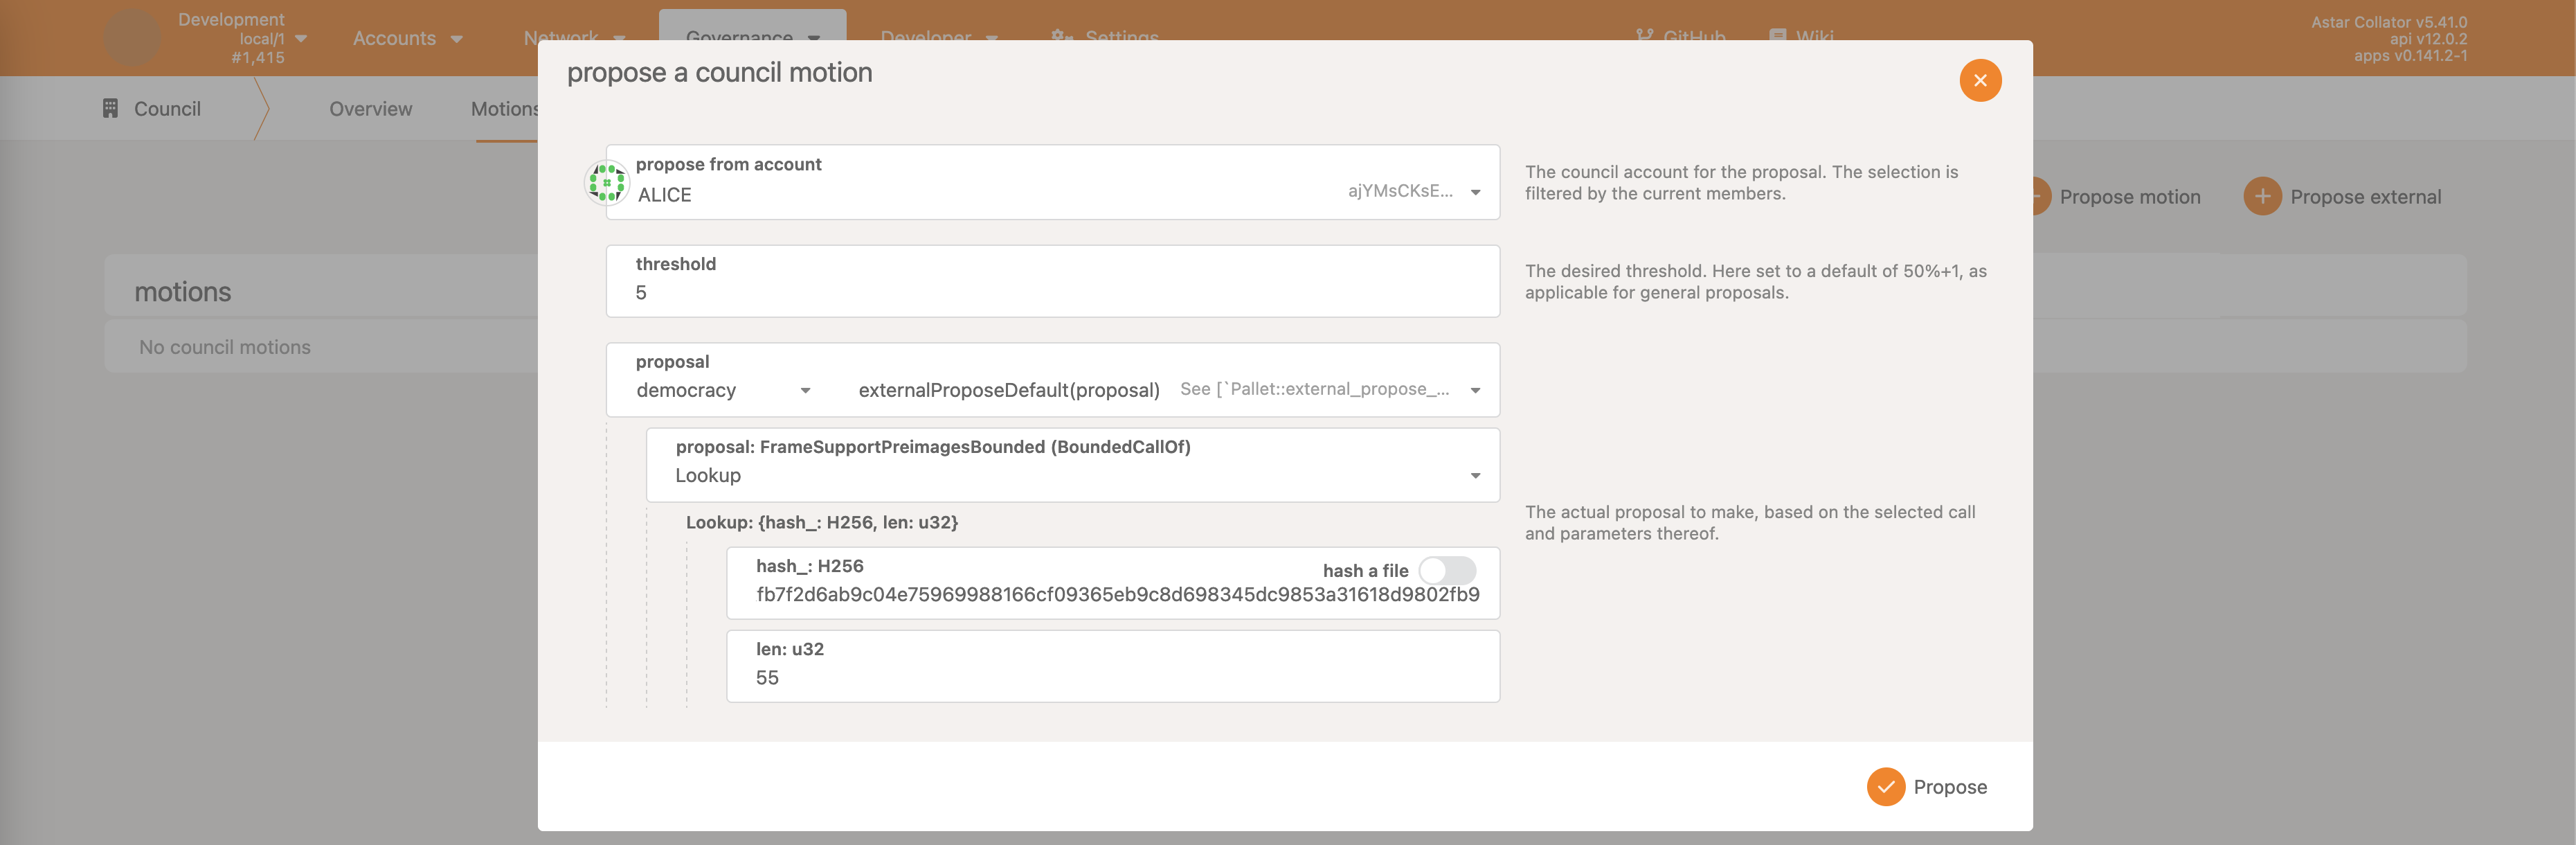 Development
local/1
#1,415
Accounts
Network
Governance
Developer
Settings
GitHub
Wiki
Astar Collator v5.41.0
api v12.0.2
apps v0.141.2-1
Council
Overview
Motions
propose a council motion
propose from account
ALICE
ajYMsCKsE...
The council account for the proposal. The selection is
filtered by the current members.
Propose motion
Propose external
threshold
5
The desired threshold. Here set to a default of 50%+1, as
applicable for general proposals.
motions
No council motions
proposal
democracy
externalProposeDefault(proposal)
See [`Pallet::external_propose_...
proposal: FrameSupportPreimagesBounded (BoundedCallOf)
Lookup
Lookup: {hash_: H256, len: u32}
The actual proposal to make, based on the selected call
and parameters thereof.
hash_: H256
hash a file
fb7f2d6ab9c04e75969988166cf09365eb9c8d698345dc9853a31618d9802fb9
len: u32
55
Propose